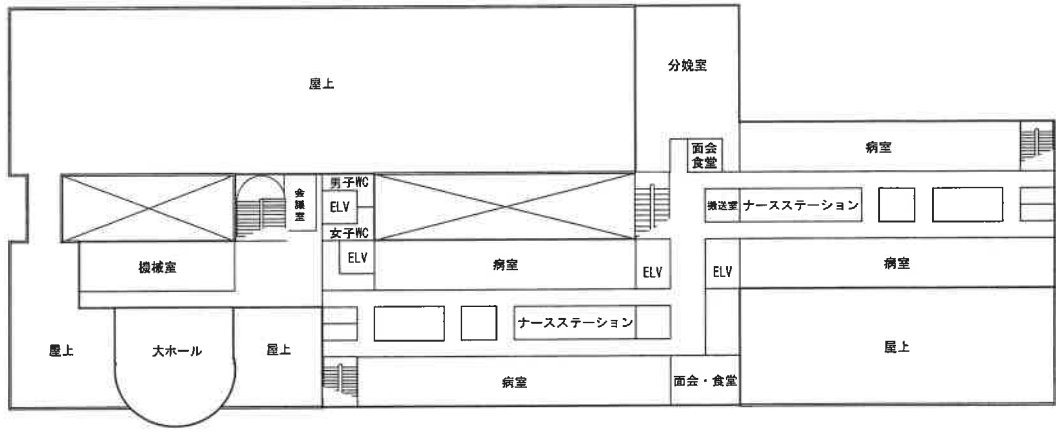 分娩室
屋上
面会
食堂
病室
男子WC
会議室
ELV
搬送室
ナースステーション
女子WC
機械室
ELV
病室
ELV
ELV
病室
ナースステーション
屋上
大ホール
屋上
屋上
病室
面会・食堂